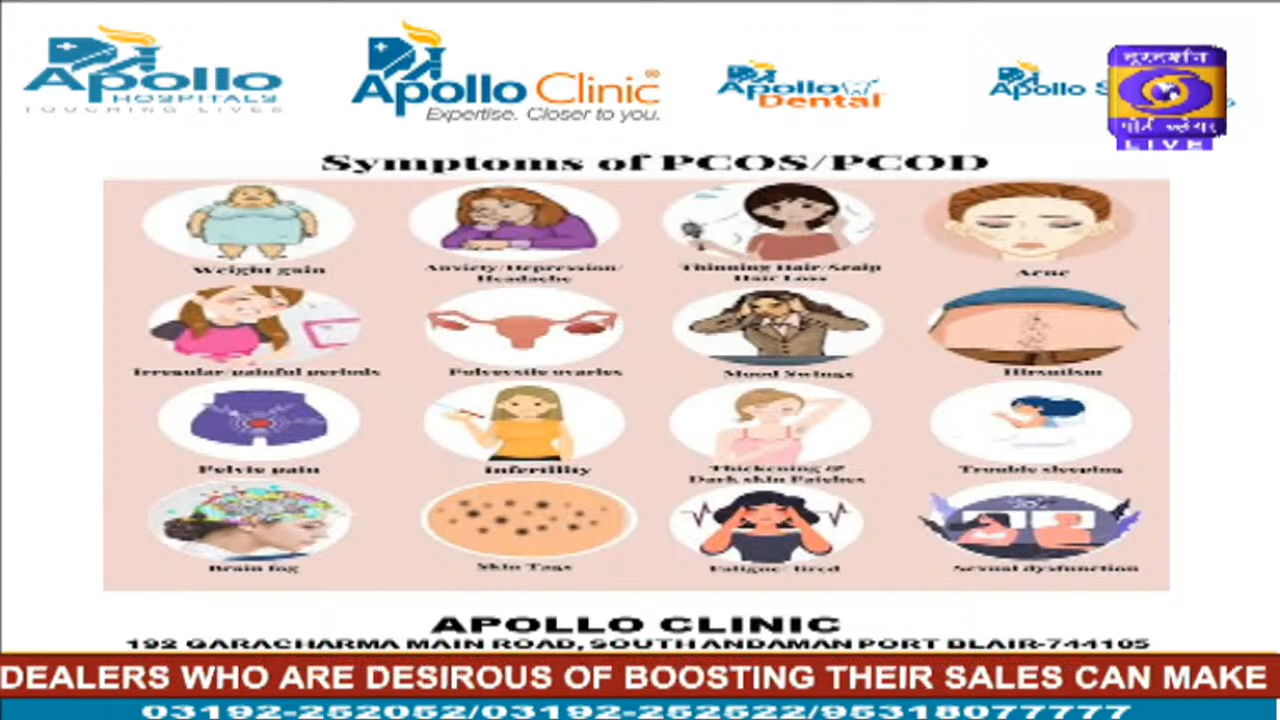 Apollo
HOSPITALS
TOUCHING LIVES
Apollo Clinic®
Expertise. Closer to you.
Apollo
Dental
Apollo S
दूरदर्शन
पोर्ट ब्लेयर
LIVE
Symptoms of PCOS/PCOD
Weight gain
Anxiety/Depression/
Headache
Thinning Hair/Scalp
Hair Loss
Acne
Irregular/painful periods
Polycystic ovaries
Mood Swings
Hirsutism
Pelvic pain
Infertility
Thickening &
Dark skin Patches
Trouble sleeping
Brain fog
Skin Tags
Fatigue/tired
Sexual dysfunction
APOLLO CLINIC
192 GARACHARMA MAIN ROAD, SOUTH ANDAMAN PORT BLAIR-744105
DEALERS WHO ARE DESIROUS OF BOOSTING THEIR SALES CAN MAKE
03192-252052/03192-252522/95318077777